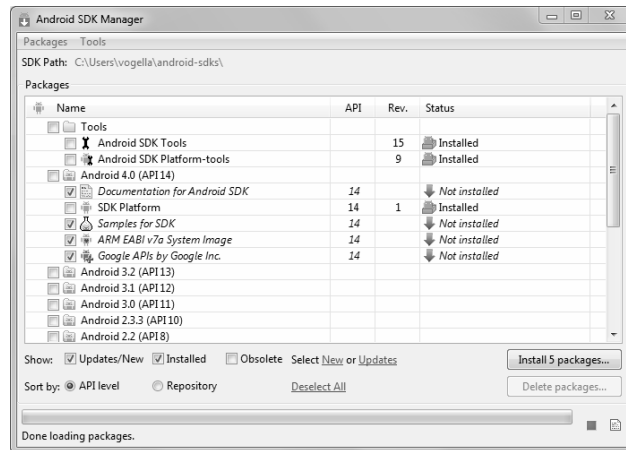 Android SDK Manager
Packages Tools
SDK Path: C:\Users\vogella\android-sdks\
Packages
Name API Rev. Status
Tools
Android SDK Tools 15 Installed
Android SDK Platform-tools 9 Installed
Android 4.0 (API 14)
Documentation for Android SDK 14 Not installed
SDK Platform 14 1 Installed
Samples for SDK 14 Not installed
ARM EABI v7a System Image 14 Not installed
Google APIs by Google Inc. 14 Not installed
Android 3.2 (API 13)
Android 3.1 (API 12)
Android 3.0 (API 11)
Android 2.3.3 (API 10)
Android 2.2 (API 8)
Show: Updates/New Installed Obsolete Select New or Updates Install 5 packages...
Sort by: API level Repository Deselect All Delete packages...
Done loading packages.